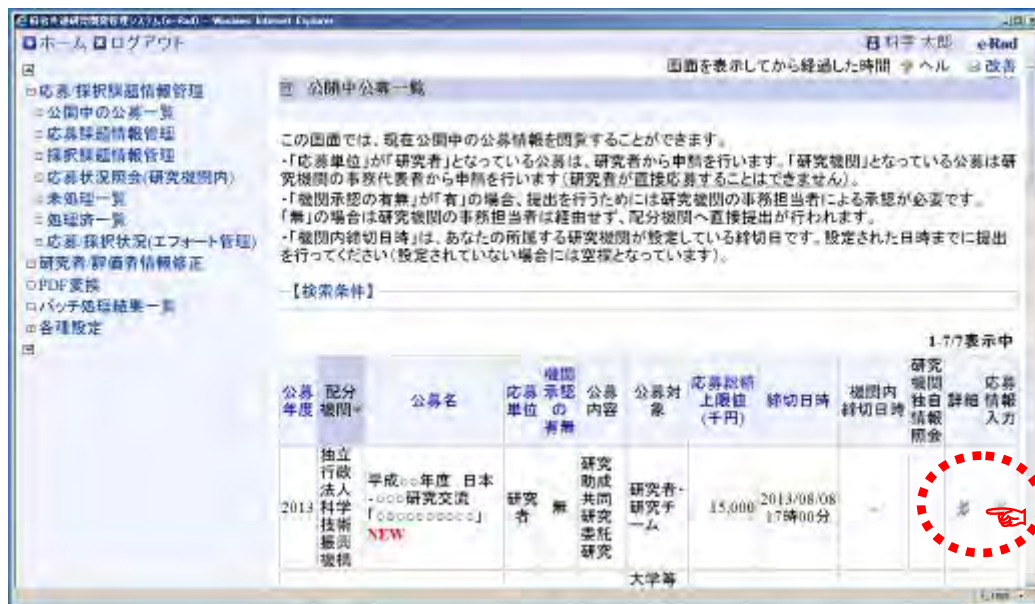 府省共通研究開発管理システム(e-Rad) - Windows Internet Explorer
ホーム ログアウト
科学 太郎 e-Rad
画面を表示してから経過した時間 ヘル 改善
応募/採択課題情報管理
公開中の公募一覧
応募課題情報管理
採択課題情報管理
応募状況照会(研究機関内)
未処理一覧
処理済一覧
応募/採択状況(エフォート管理)
研究者/評価者情報修正
PDF変換
バッチ処理結果一覧
各種設定
公開中公募一覧
この画面では、現在公開中の公募情報を閲覧することができます。
・「応募単位」が「研究者」となっている公募は、研究者から申請を行います。「研究機関」となっている公募は研
究機関の事務代表者から申請を行います(研究者が直接応募することはできません)。
・「機関承認の有無」が「有」の場合、提出を行うためには研究機関の事務担当者による承認が必要です。
「無」の場合は研究機関の事務担当者は経由せず、配分機関へ直接提出が行われます。
・「機関内締切日時」は、あなたの所属する研究機関が設定している締切日です。設定された日時までに提出
を行ってください(設定されていない場合には空欄となっています)。
【検索条件】
1-7/7表示中
公募
年度
配分
機関
公募名
応募
単位
機関
承認
の
有無
公募
内容
公募対
象
応募総額
上限値
(千円)
締切日時
機関内
締切日時
研究
機関
独自
情報
照会
詳細
応募
情報
入力
2013
独立
行政
法人
科学
技術
振興
機構
平成○○年度 日本
-○○○研究交流
「○○○○○○○○○○」
NEW
研究
者
無
研究
助成
共同
研究
委託
研究
研究者・
研究チ
ーム
15,000
2013/08/08
17時00分
-
大学等